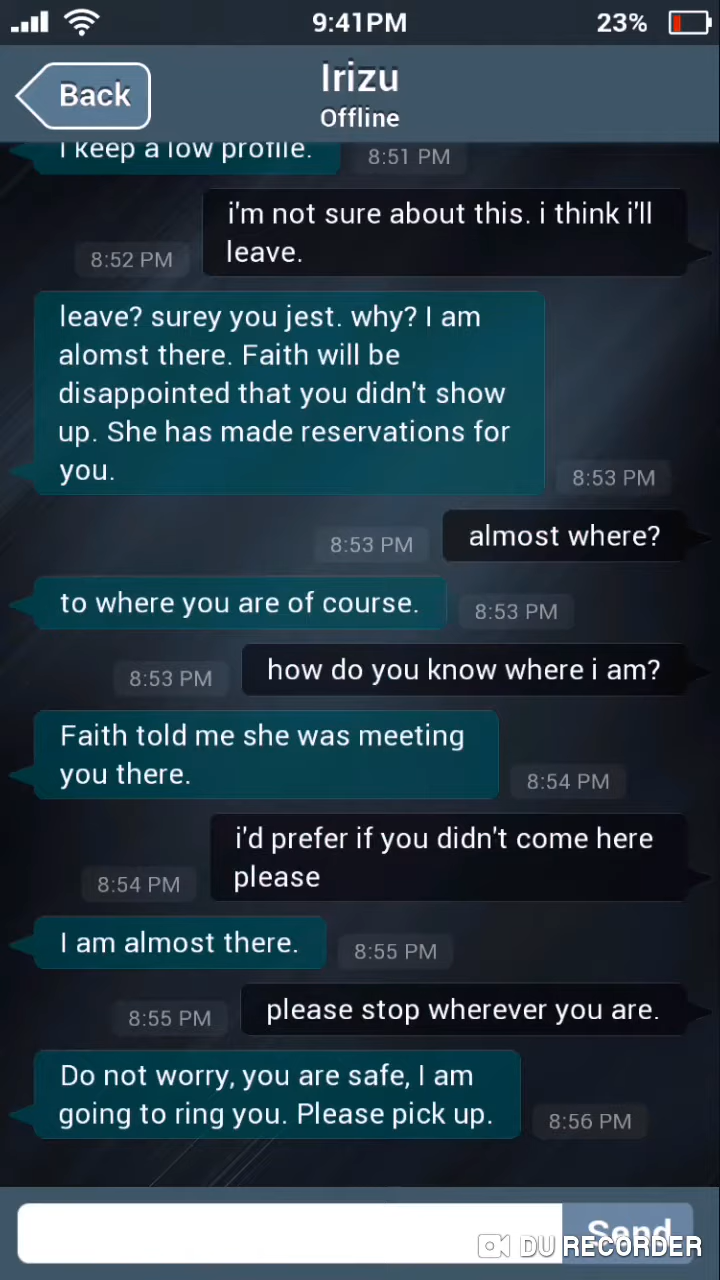 9:41PM
23%
Back
Irizu
Offline
I keep a low profile.
8:51 PM
i'm not sure about this. i think i'll
leave.
8:52 PM
leave? surey you jest. why? I am
alomst there. Faith will be
disappointed that you didn't show
up. She has made reservations for
you.
8:53 PM
almost where?
8:53 PM
to where you are of course.
8:53 PM
how do you know where i am?
8:53 PM
Faith told me she was meeting
you there.
8:54 PM
i'd prefer if you didn't come here
please
8:54 PM
I am almost there.
8:55 PM
please stop wherever you are.
8:55 PM
Do not worry, you are safe, I am
going to ring you. Please pick up.
8:56 PM
Send
DU RECORDER